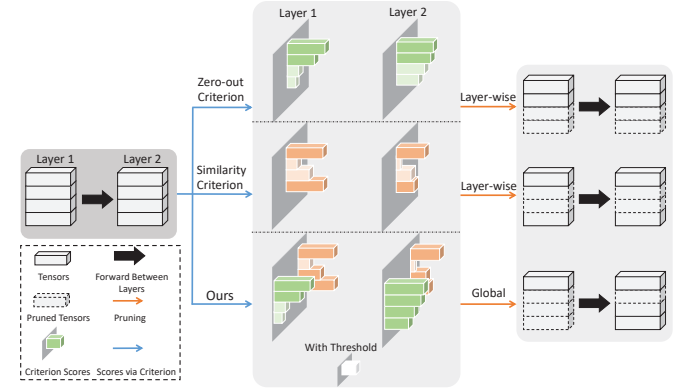 Layer 1
Layer 2
Zero-out
Criterion
Layer-wise
Layer 1
Layer 2
Similarity
Criterion
Layer-wise
Tensors
Forward Between
Layers
Ours
Global
Pruned Tensors
Pruning
With Threshold
Criterion Scores
Scores via Criterion